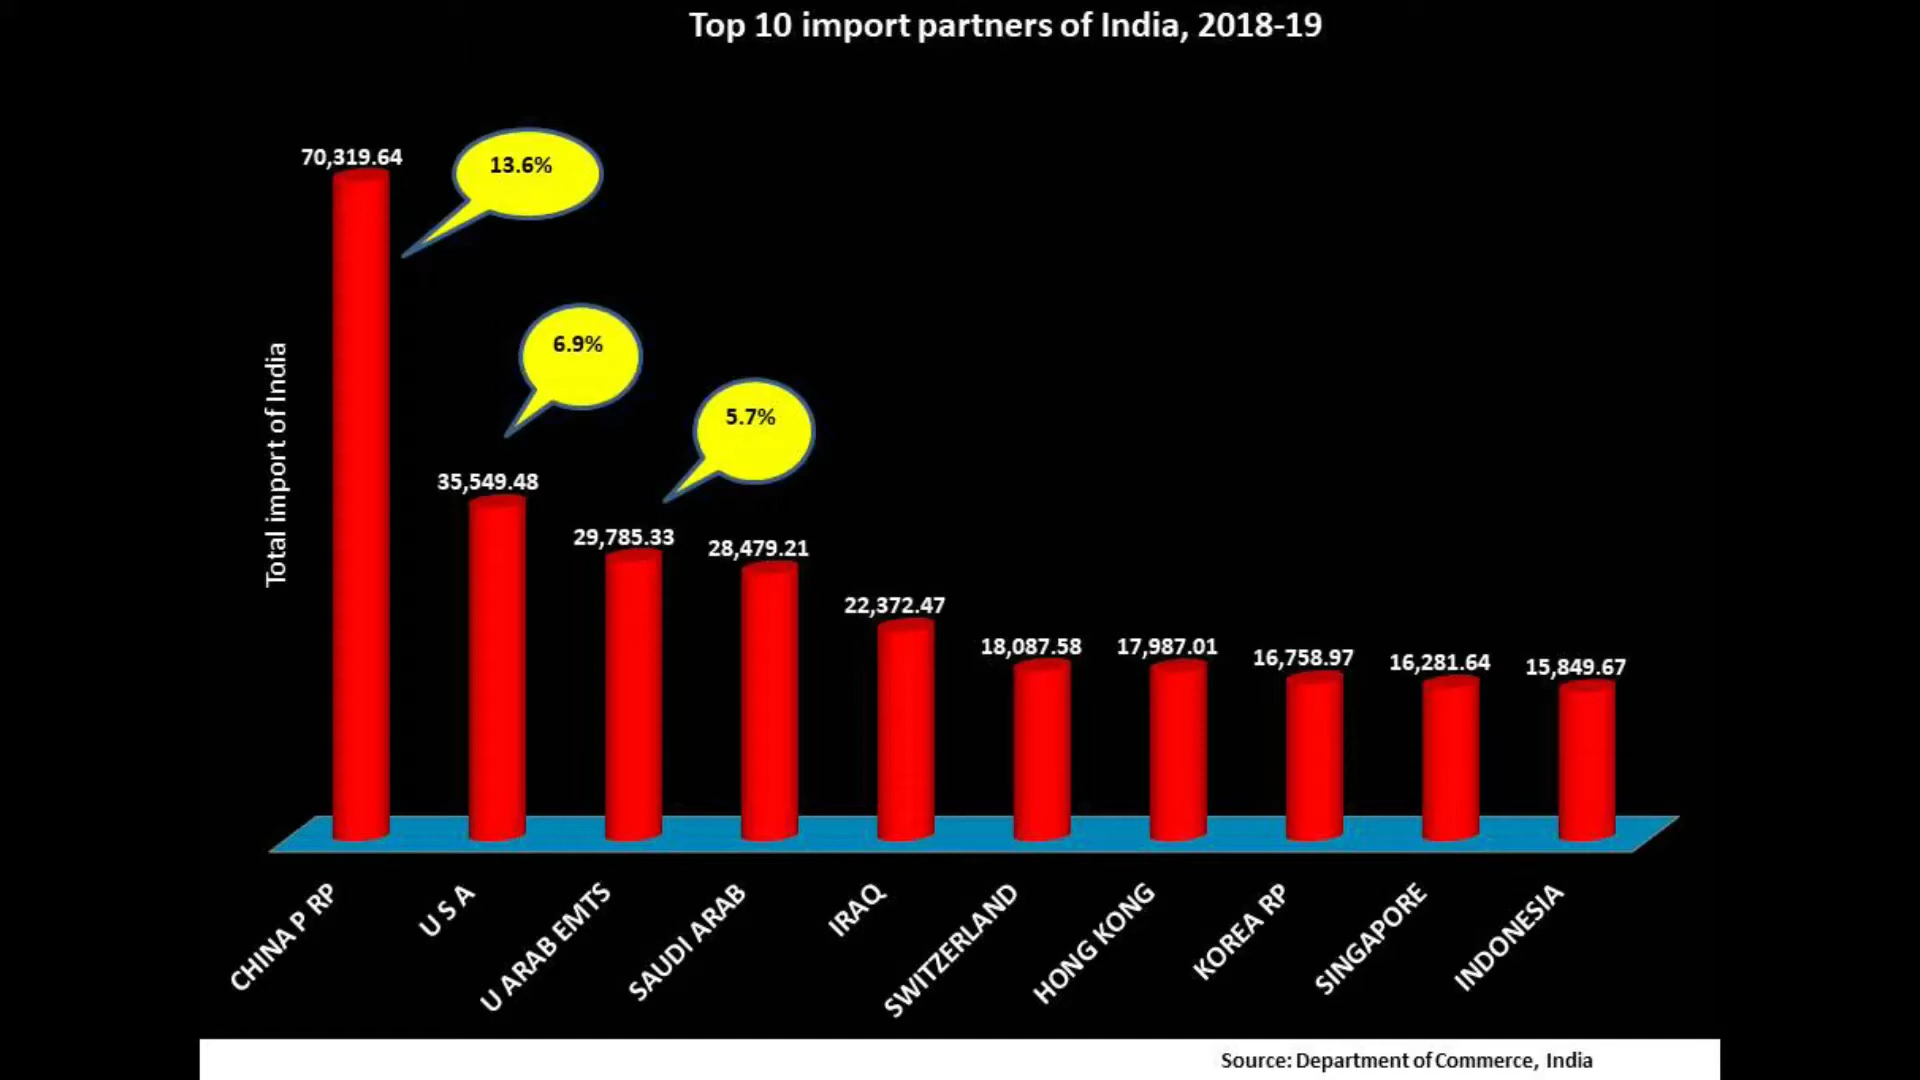 Top 10 import partners of India, 2018-19
70,319.64
13.6%
6.9%
5.7%
35,549.48
29,785.33
28,479.21
22,372.47
18,087.58
17,987.01
16,758.97
16,281.64
15,849.67
Total import of India
CHINA P RP
U S A
U ARAB EMTS
SAUDI ARAB
IRAQ
SWITZERLAND
HONG KONG
KOREA RP
SINGAPORE
INDONESIA
Source: Department of Commerce, India